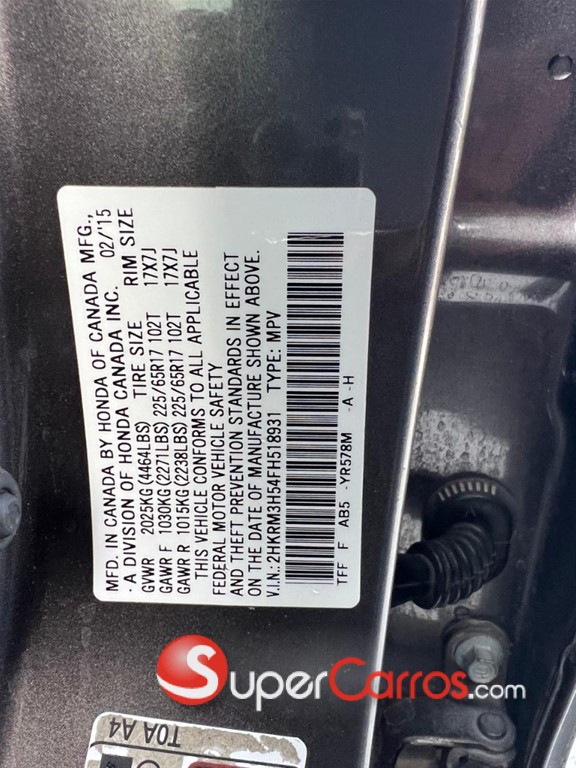 MFD. IN CANADA BY HONDA OF CANADA MFG.,
- A DIVISION OF HONDA CANADA INC. 02/'15
GVWR 2025KG(4464LBS) TIRE SIZE RIM SIZE
GAWR F 1030KG(2271LBS) 225/65R17 102T 17X7J
GAWR R 1015KG(2238LBS) 225/65R17 102T 17X7J
THIS VEHICLE CONFORMS TO ALL APPLICABLE
FEDERAL MOTOR VEHICLE SAFETY
AND THEFT PREVENTION STANDARDS IN EFFECT
ON THE DATE OF MANUFACTURE SHOWN ABOVE.
V.I.N.: 2HKRM3H54FH518931 TYPE: MPV
TFF F AB5 -YR578M -A -H
SuperCarros.com
T0A A4